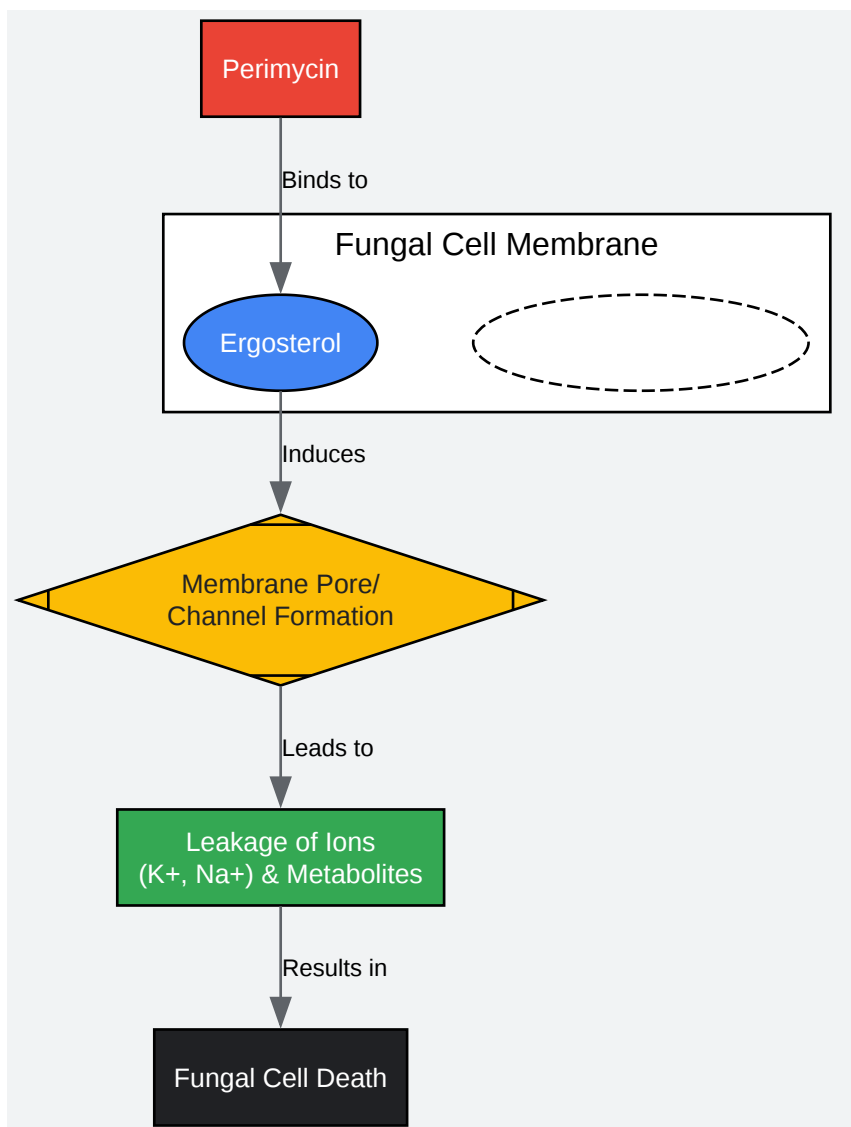 Perimycin
Binds to
Fungal Cell Membrane
Ergosterol
Induces
Membrane Pore/
Channel Formation
Leads to
Leakage of Ions
(K+, Na+) & Metabolites
Results in
Fungal Cell Death